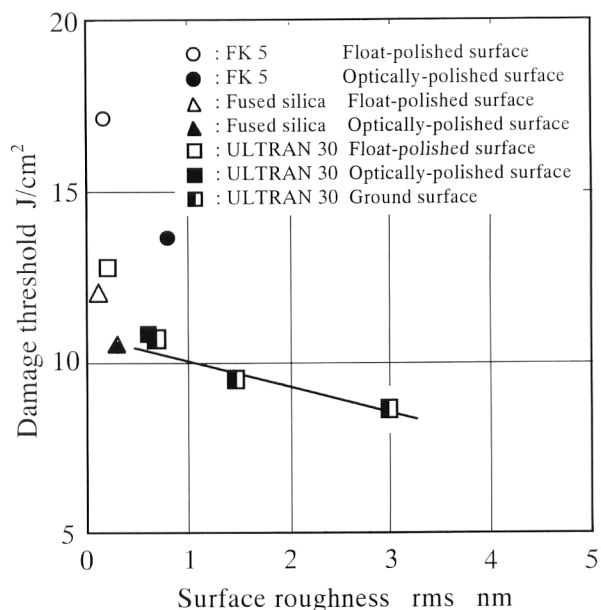 20
○ : FK 5 Float-polished surface
● : FK 5 Optically-polished surface
△ : Fused silica Float-polished surface
▲ : Fused silica Optically-polished surface
□ : ULTRAN 30 Float-polished surface
■ : ULTRAN 30 Optically-polished surface
◧ : ULTRAN 30 Ground surface
15
10
5
Damage threshold J/cm²
0 1 2 3 4 5
Surface roughness rms nm